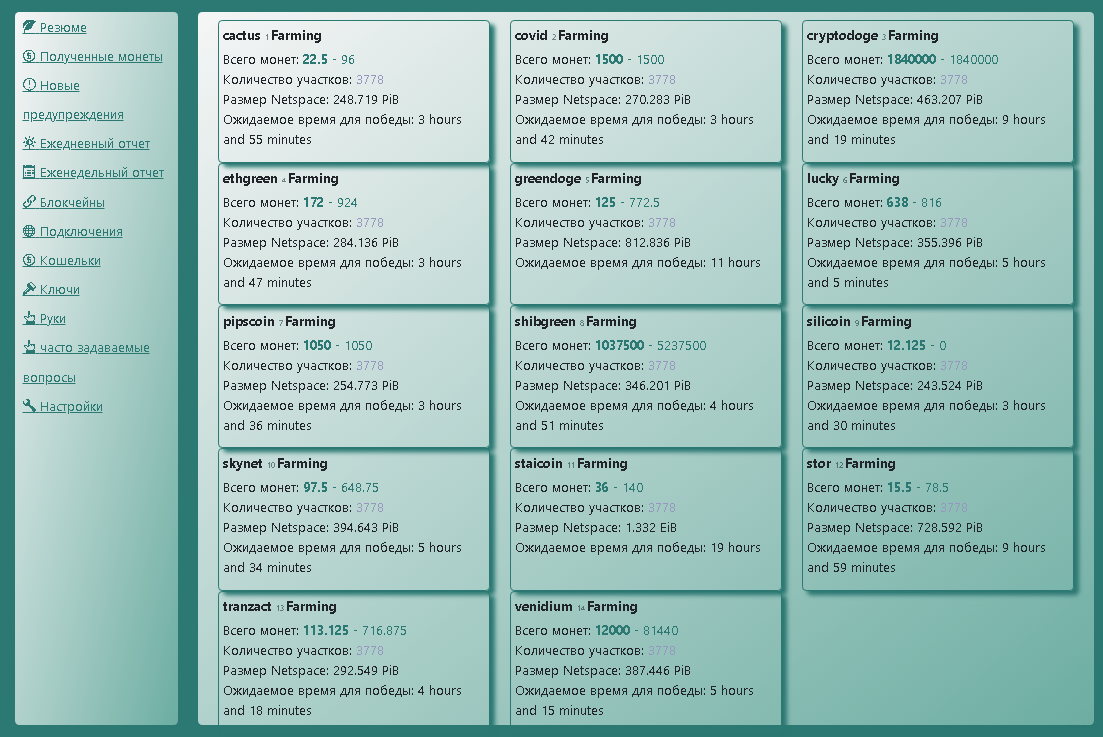 Резюме
Полученные монеты
Новые
предупреждения
Ежедневный отчет
Еженедельный отчет
Блокчейны
Подключения
Кошельки
Ключи
Руки
часто задаваемые
вопросы
Настройки
cactus 1 Farming
Всего монет: 22.5 - 96
Количество участков: 3778
Размер Netspace: 248.719 PiB
Ожидаемое время для победы: 3 hours
and 55 minutes
covid 2 Farming
Всего монет: 1500 - 1500
Количество участков: 3778
Размер Netspace: 270.283 PiB
Ожидаемое время для победы: 3 hours
and 42 minutes
cryptodoge 3 Farming
Всего монет: 1840000 - 1840000
Количество участков: 3778
Размер Netspace: 463.207 PiB
Ожидаемое время для победы: 9 hours
and 19 minutes
ethgreen 4 Farming
Всего монет: 172 - 924
Количество участков: 3778
Размер Netspace: 284.136 PiB
Ожидаемое время для победы: 3 hours
and 47 minutes
greendoge 5 Farming
Всего монет: 125 - 772.5
Количество участков: 3778
Размер Netspace: 812.836 PiB
Ожидаемое время для победы: 11 hours
lucky 6 Farming
Всего монет: 638 - 816
Количество участков: 3778
Размер Netspace: 355.396 PiB
Ожидаемое время для победы: 5 hours
and 5 minutes
pipscoin 7 Farming
Всего монет: 1050 - 1050
Количество участков: 3778
Размер Netspace: 254.773 PiB
Ожидаемое время для победы: 3 hours
and 36 minutes
shibgreen 8 Farming
Всего монет: 1037500 - 5237500
Количество участков: 3778
Размер Netspace: 346.201 PiB
Ожидаемое время для победы: 4 hours
and 51 minutes
silicoin 9 Farming
Всего монет: 12.125 - 0
Количество участков: 3778
Размер Netspace: 243.524 PiB
Ожидаемое время для победы: 3 hours
and 30 minutes
skynet 10 Farming
Всего монет: 97.5 - 648.75
Количество участков: 3778
Размер Netspace: 394.643 PiB
Ожидаемое время для победы: 5 hours
and 34 minutes
staicoin 11 Farming
Всего монет: 36 - 140
Количество участков: 3778
Размер Netspace: 1.332 EiB
Ожидаемое время для победы: 19 hours
stor 12 Farming
Всего монет: 15.5 - 78.5
Количество участков: 3778
Размер Netspace: 728.592 PiB
Ожидаемое время для победы: 9 hours
and 59 minutes
tranzact 13 Farming
Всего монет: 113.125 - 716.875
Количество участков: 3778
Размер Netspace: 292.549 PiB
Ожидаемое время для победы: 4 hours
and 18 minutes
venidium 14 Farming
Всего монет: 12000 - 81440
Количество участков: 3778
Размер Netspace: 387.446 PiB
Ожидаемое время для победы: 5 hours
and 15 minutes